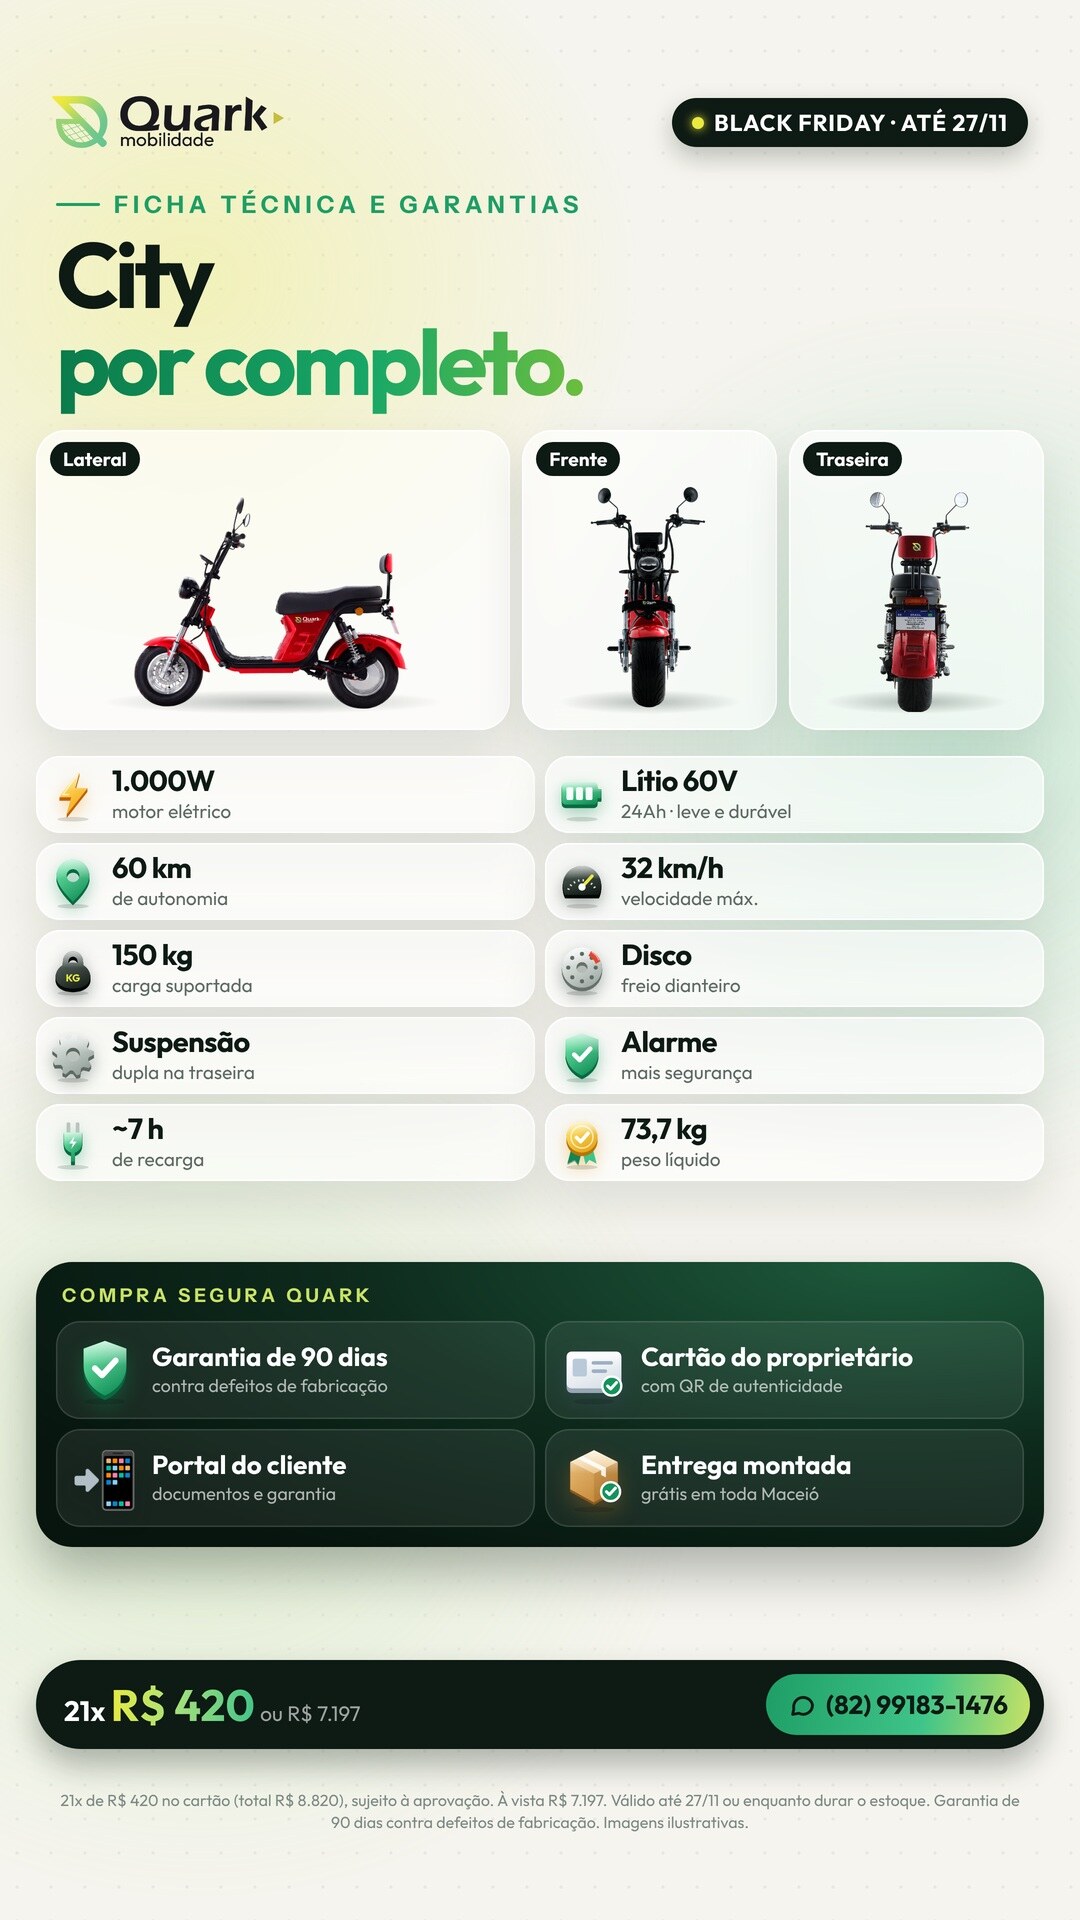 Quark
mobilidade
BLACK FRIDAY · ATÉ 27/11
FICHA TÉCNICA E GARANTIAS
City
por completo.
Lateral
Frente
Traseira
Quark
1.000W
motor elétrico
Lítio 60V
24Ah · leve e durável
60 km
de autonomia
32 km/h
velocidade máx.
KG
150 kg
carga suportada
Disco
freio dianteiro
Suspensão
dupla na traseira
Alarme
mais segurança
~7 h
de recarga
73,7 kg
peso líquido
COMPRA SEGURA QUARK
Garantia de 90 dias
contra defeitos de fabricação
Cartão do proprietário
com QR de autenticidade
Portal do cliente
documentos e garantia
Entrega montada
grátis em toda Maceió
21x R$ 420 ou R$ 7.197
(82) 99183-1476
21x de R$ 420 no cartão (total R$ 8.820), sujeito à aprovação. À vista R$ 7.197. Válido até 27/11 ou enquanto durar o estoque. Garantia de
90 dias contra defeitos de fabricação. Imagens ilustrativas.